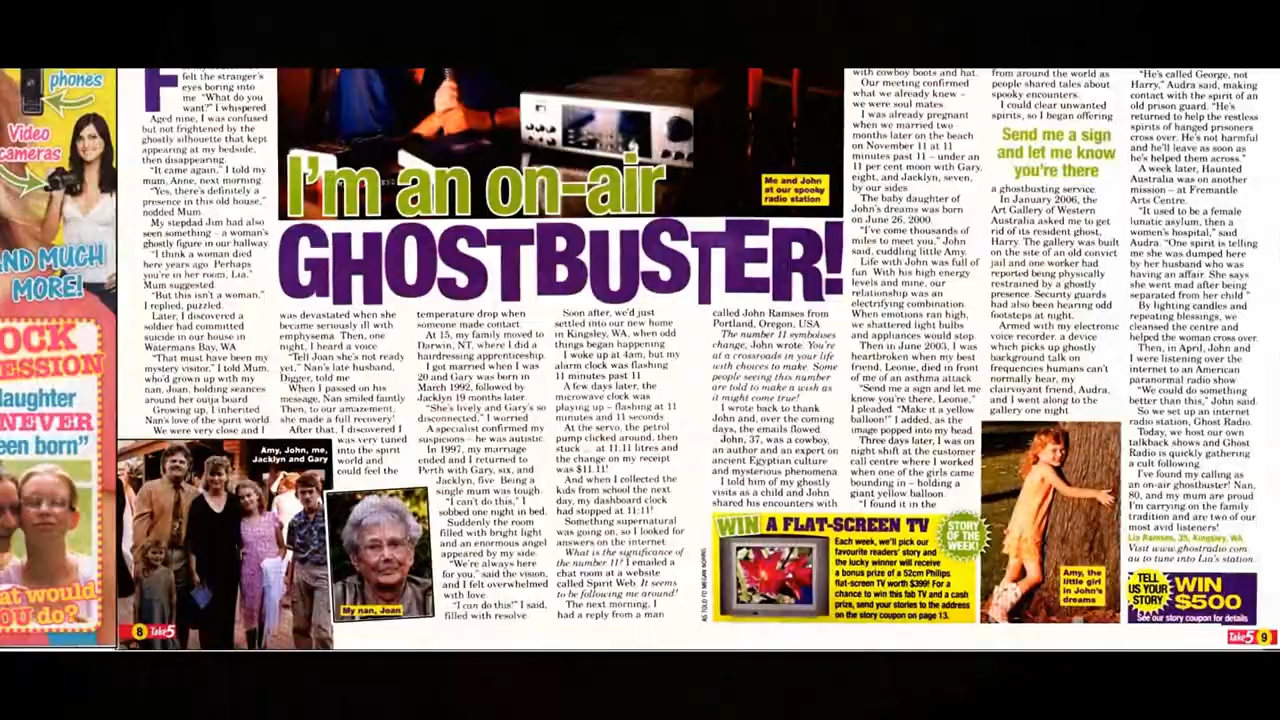 phones
Video
cameras
AND MUCH
MORE!
felt the stranger's
eyes boring into
me "What do you
want?" I whispered
Aged nine, I was confused
but not frightened by the
ghostly silhouette that kept
appearing at my bedside,
then disappearing.
"It came again," I told my
mum, Anne, next morning
"Yes, there's definitely a
presence in this old house,"
nodded Mum
My stepdad Jim had also
seen something – a woman's
ghostly figure in our hallway
"I think a woman died
here years ago Perhaps
you're in her room, Lia,"
Mum suggested
"But this isn't a woman,"
I replied, puzzled.
Later, I discovered a
soldier had committed
suicide in our house in
Watermans Bay, WA
"That must have been my
mystery visitor," I told Mum,
who'd grown up with my
nan, Joan, holding seances
around her ouija board
Growing up, I inherited
Nan's love of the spirit world
We were very close and I
I'm an on-air
GHOSTBUSTER!
Me and John
at our spooky
radio station
was devastated when she
became seriously ill with
emphysema Then, one
night, I heard a voice
"Tell Joan she's not ready
yet," Nan's late husband,
Digger, told me
When I passed on his
message, Nan smiled faintly
Then, to our amazement,
she made a full recovery!
After that, I discovered I
was very tuned
into the spirit
world and
could feel the
temperature drop when
someone made contact
At 15, my family moved to
Darwin, NT, where I did a
hairdressing apprenticeship.
I got married when I was
20 and Gary was born in
March 1992, followed by
Jacklyn 19 months later.
"She's lively and Gary's so
disconnected," I worried
A specialist confirmed my
suspicions – he was autistic
In 1997, my marriage
ended and I returned to
Perth with Gary, six, and
Jacklyn, five Being a
single mum was tough.
"I can't do this," I
sobbed one night in bed.
Suddenly the room
filled with bright light
and an enormous angel
appeared by my side
"We're always here
for you," said the vision,
and I felt overwhelmed
with love
"I can do this!" I said,
filled with resolve
Soon after, we'd just
settled into our new home
in Kingsley, WA, when odd
things began happening
I woke up at 4am, but my
alarm clock was flashing
11 minutes past 11
A few days later, the
microwave clock was
playing up – flashing at 11
minutes and 11 seconds
At the servo, the petrol
pump clicked around, then
stuck at 11.11 litres and
the change on my receipt
was $11.11!
And when I collected the
kids from school the next
day, my dashboard clock
had stopped at 11:11!
Something supernatural
was going on, so I looked for
answers on the internet
What is the significance of
the number 11? I emailed a
chat room at a website
called Spirit Web It seems
to be following me around!
The next morning, I
had a reply from a man
called John Ramses from
Portland, Oregon, USA
The number 11 symbolises
change, John wrote You're
at a crossroads in your life
with choices to make. Some
people seeing this number
are told to make a wish as
it might come true!
I wrote back to thank
John and, over the coming
days, the emails flowed
John, 37, was a cowboy,
an author and an expert on
ancient Egyptian culture
and mysterious phenomena
I told him of my ghostly
visits as a child and John
shared his encounters with
with cowboy boots and hat.
Our meeting confirmed
what we already knew –
we were soul mates
I was already pregnant
when we married two
months later on the beach
on November 11 at 11
minutes past 11 – under an
11 per cent moon with Gary,
eight, and Jacklyn, seven,
by our sides
The baby daughter of
John's dreams was born
on June 26, 2000
"I've come thousands of
miles to meet you," John
said, cuddling little Amy.
Life with John was full of
fun With his high energy
levels and mine, our
relationship was an
electrifying combination.
When emotions ran high,
we shattered light bulbs
and appliances would stop.
Then in June 2003, I was
heartbroken when my best
friend, Leonie, died in front
of me of an asthma attack
"Send me a sign and let me
know you're there, Leonie,"
I pleaded "Make it a yellow
balloon!" I added, as the
image popped into my head.
Three days later, I was on
night shift at the customer
call centre where I worked
when one of the girls came
bounding in – holding a
giant yellow balloon
"I found it in the
from around the world as
people shared tales about
spooky encounters.
I could clear unwanted
spirits, so I began offering
Send me a sign
and let me know
you're there
a ghostbusting service
In January 2006, the
Art Gallery of Western
Australia asked me to get
rid of its resident ghost,
Harry. The gallery was built
on the site of an old convict
jail and one worker had
reported being physically
restrained by a ghostly
presence. Security guards
had also been hearing odd
footsteps at night.
Armed with my electronic
voice recorder, a device
which picks up ghostly
background talk on
frequencies humans can't
normally hear, my
clairvoyant friend, Audra,
and I went along to the
gallery one night
"He's called George, not
Harry," Audra said, making
contact with the spirit of an
old prison guard. "He's
returned to help the restless
spirits of hanged prisoners
cross over. He's not harmful
and he'll leave as soon as
he's helped them across."
A week later, Haunted
Australia was on another
mission – at Fremantle
Arts Centre.
"It used to be a female
lunatic asylum, then a
women's hospital," said
Audra. "One spirit is telling
me she was dumped here
by her husband who was
having an affair. She says
she went mad after being
separated from her child"
By lighting candles and
repeating blessings, we
cleansed the centre and
helped the woman cross over.
Then, in April, John and
I were listening over the
internet to an American
paranormal radio show
"We could do something
better than this," John said.
So we set up an internet
radio station, Ghost Radio.
Today, we host our own
talkback shows and Ghost
Radio is quickly gathering
a cult following.
I've found my calling as
an on-air ghostbuster! Nan,
80, and my mum are proud
I'm carrying on the family
tradition and are two of our
most avid listeners!
Lia Ramses, 35, Kingsley, WA
Visit www.ghostradio.com.
au to tune into Lia's station.
Amy, John, me,
Jacklyn and Gary
My nan, Joan
AS TOLD TO MEGAN NORRIS
WIN A FLAT-SCREEN TV
STORY
OF THE
WEEK!
Each week, we'll pick our
favourite readers' story and
the lucky winner will receive
a bonus prize of a 52cm Philips
flat-screen TV worth $399! For a
chance to win this fab TV and a cash
prize, send your stories to the address
on the story coupon on page 13.
Amy, the
little girl
in John's
dreams
TELL
US YOUR
STORY
WIN
$500
See our story coupon for details
8 Take 5
Take 5 9